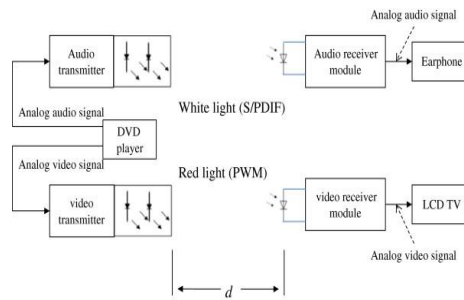 Analog audio signal
Audio
transmitter
Audio receiver
module
Earphone
White light (S/PDIF)
Analog audio signal
DVD
player
Analog video signal
Red light (PWM)
video
transmitter
video receiver
module
LCD TV
Analog video signal
d